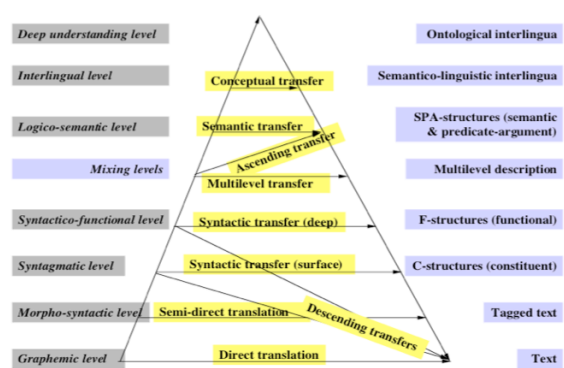 Deep understanding level
Ontological interlingua
Interlingual level
Conceptual transfer
Semantico-linguistic interlingua
Logico-semantic level
Semantic transfer
SPA-structures (semantic
& predicate-argument)
Ascending transfer
Mixing levels
Multilevel transfer
Multilevel description
Syntactico-functional level
Syntactic transfer (deep)
F-structures (functional)
Syntagmatic level
Syntactic transfer (surface)
C-structures (constituent)
Morpho-syntactic level
Semi-direct translation
Descending transfers
Tagged text
Graphemic level
Direct translation
Text